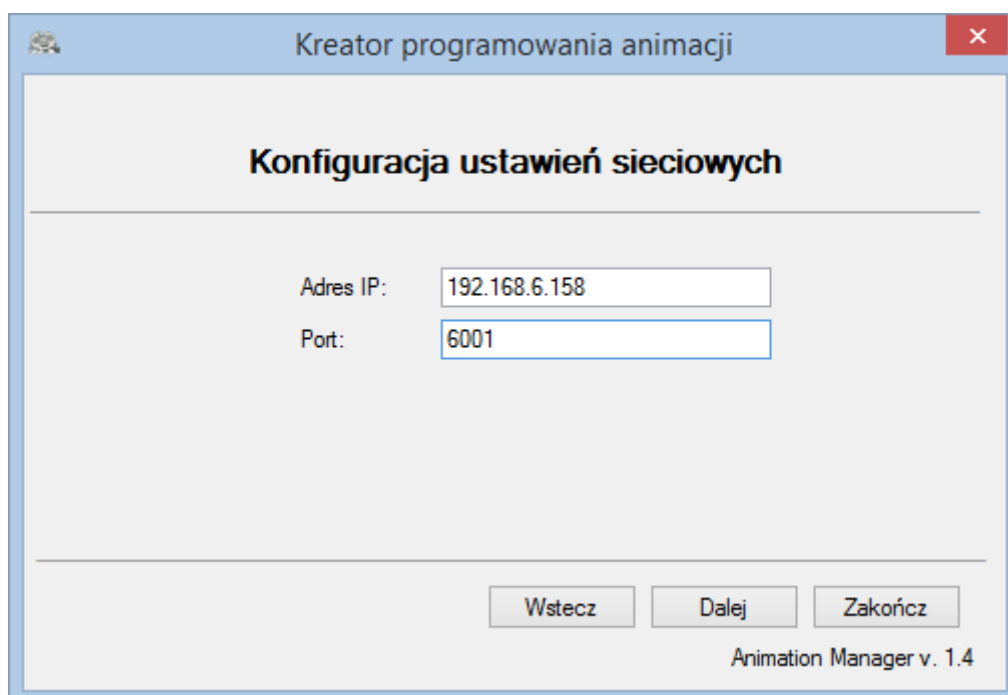 Kreator programowania animacji
Konfiguracja ustawień sieciowych
Adres IP: 192.168.6.158
Port: 6001
Wstecz Dalej Zakończ
Animation Manager v. 1.4